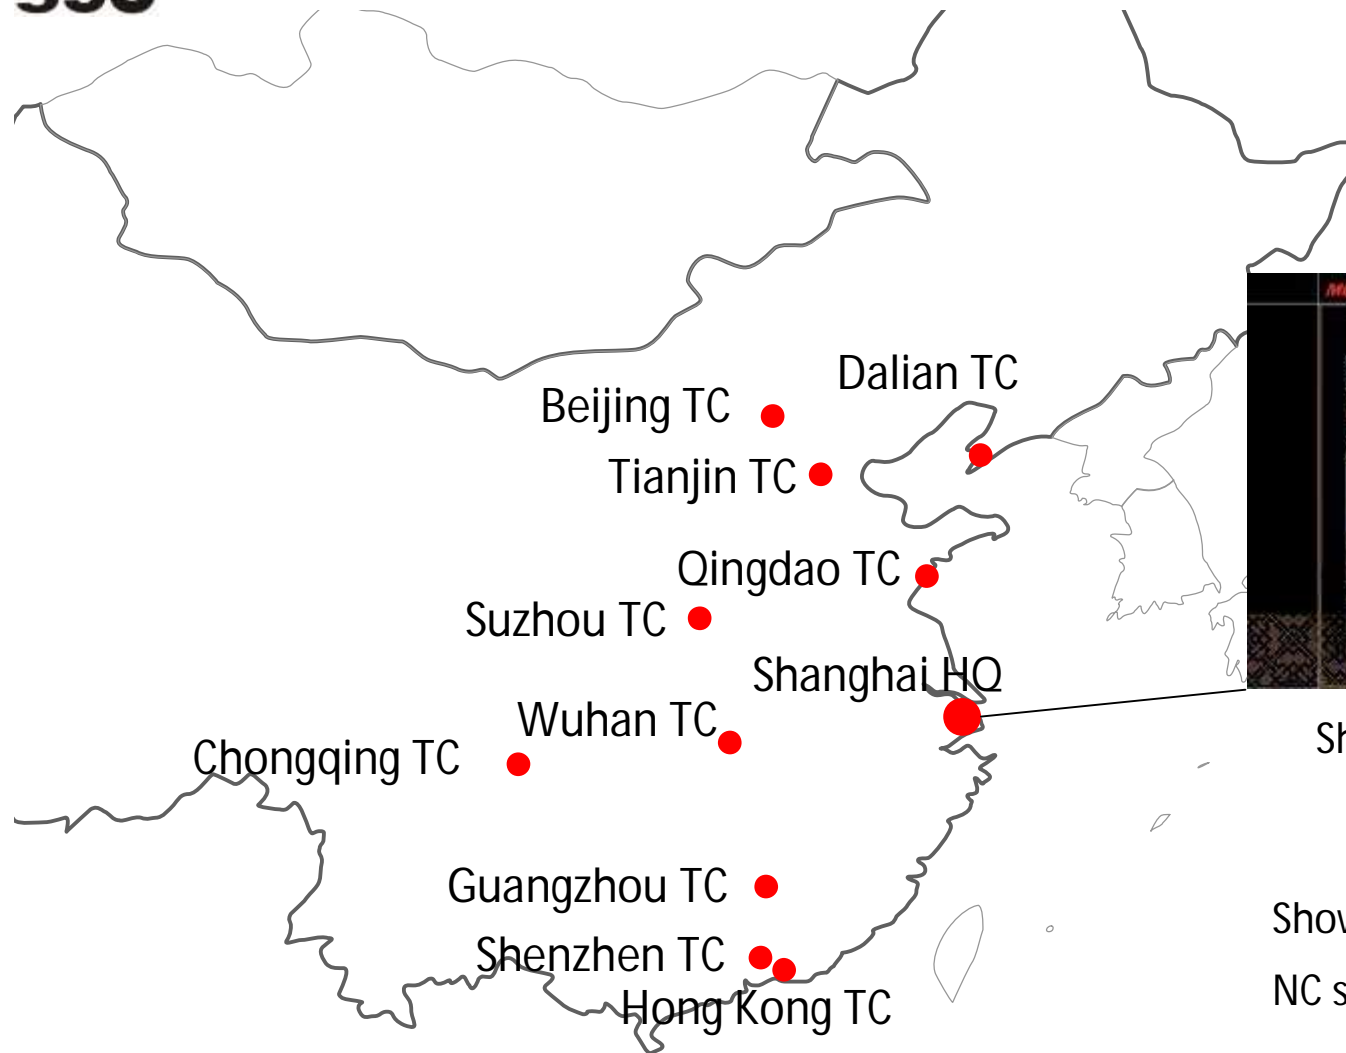 Dalian TC
Beijing TC
Tianjin TC
Qingdao TC
Suzhou TC
Shanghai HQ
Wuhan TC
Chongqing TC
Guangzhou TC
Shenzhen TC
Hong Kong TC
NC